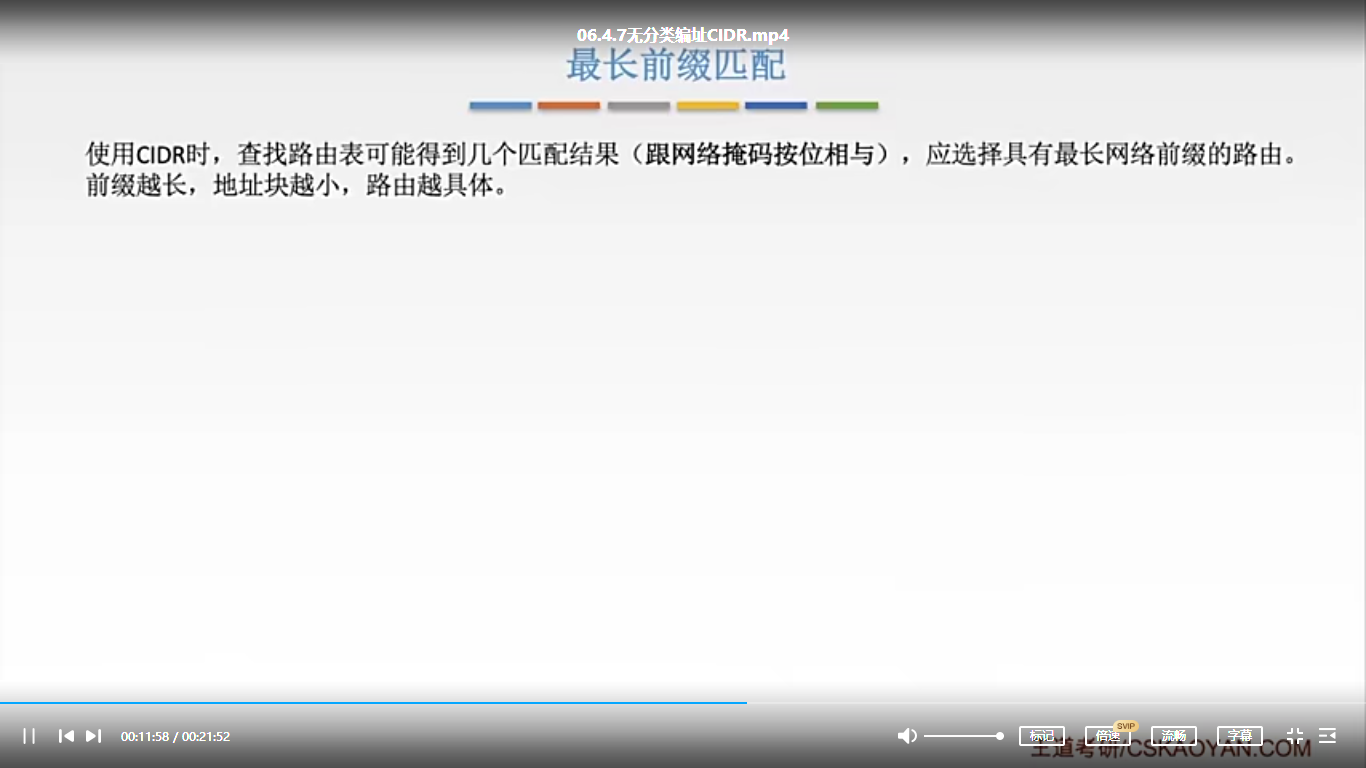 06.4.7无分类编址CIDR.mp4
最长前缀匹配
使用CIDR时，查找路由表可能得到几个匹配结果（跟网络掩码按位相与），应选择具有最长网络前缀的路由。
前缀越长，地址块越小，路由越具体。
00:11:58 / 00:21:52
标记
倍速
SVIP
流畅
字幕
王道考研/CSKAOYAN.COM